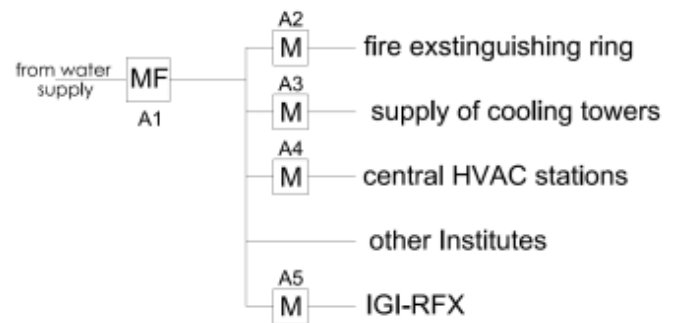 A2
M
fire exstinguishing ring
from water
supply
MF
A1
A3
M
supply of cooling towers
A4
M
central HVAC stations
other Institutes
A5
M
IGI-RFX